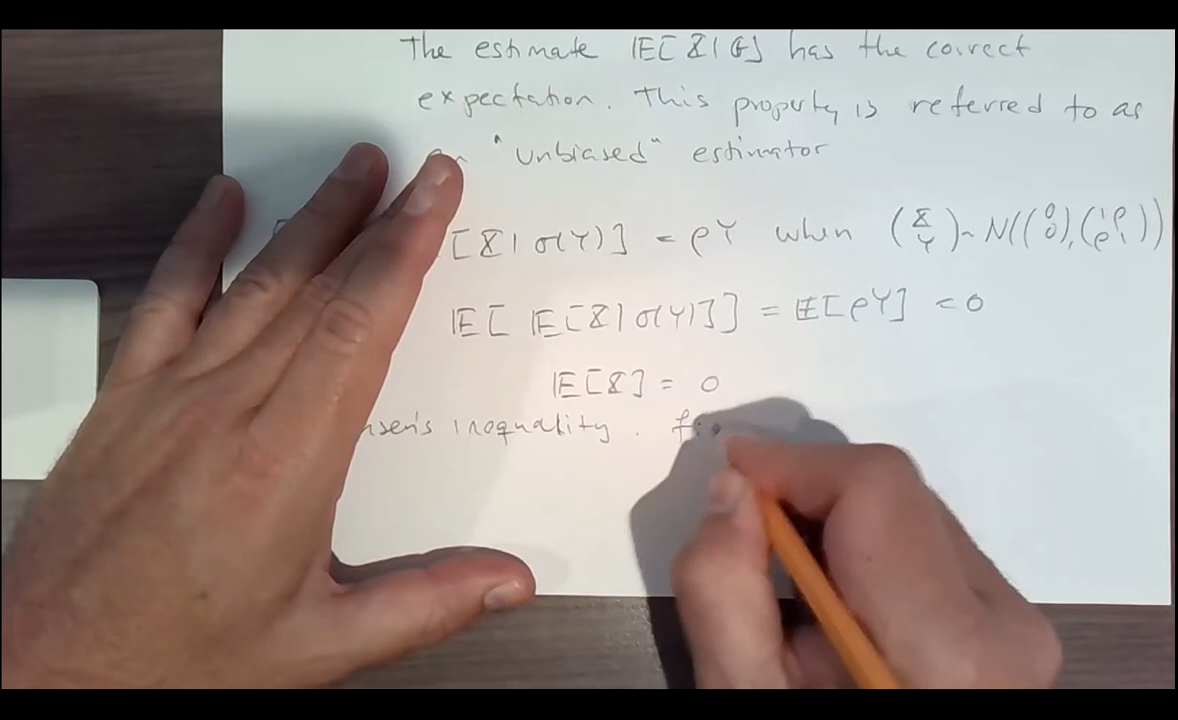 The estimate 𝔼[X|G] has the correct
expectation. This property is referred to as
"unbiased" estimator
[X|σ(Y)] = ρY when (X Y) ~ N((0 0),(1 ρ ρ 1))
𝔼[ 𝔼[X|σ(Y)]] = 𝔼[ρY] = 0
𝔼[X] = 0
nsen's inequality. f